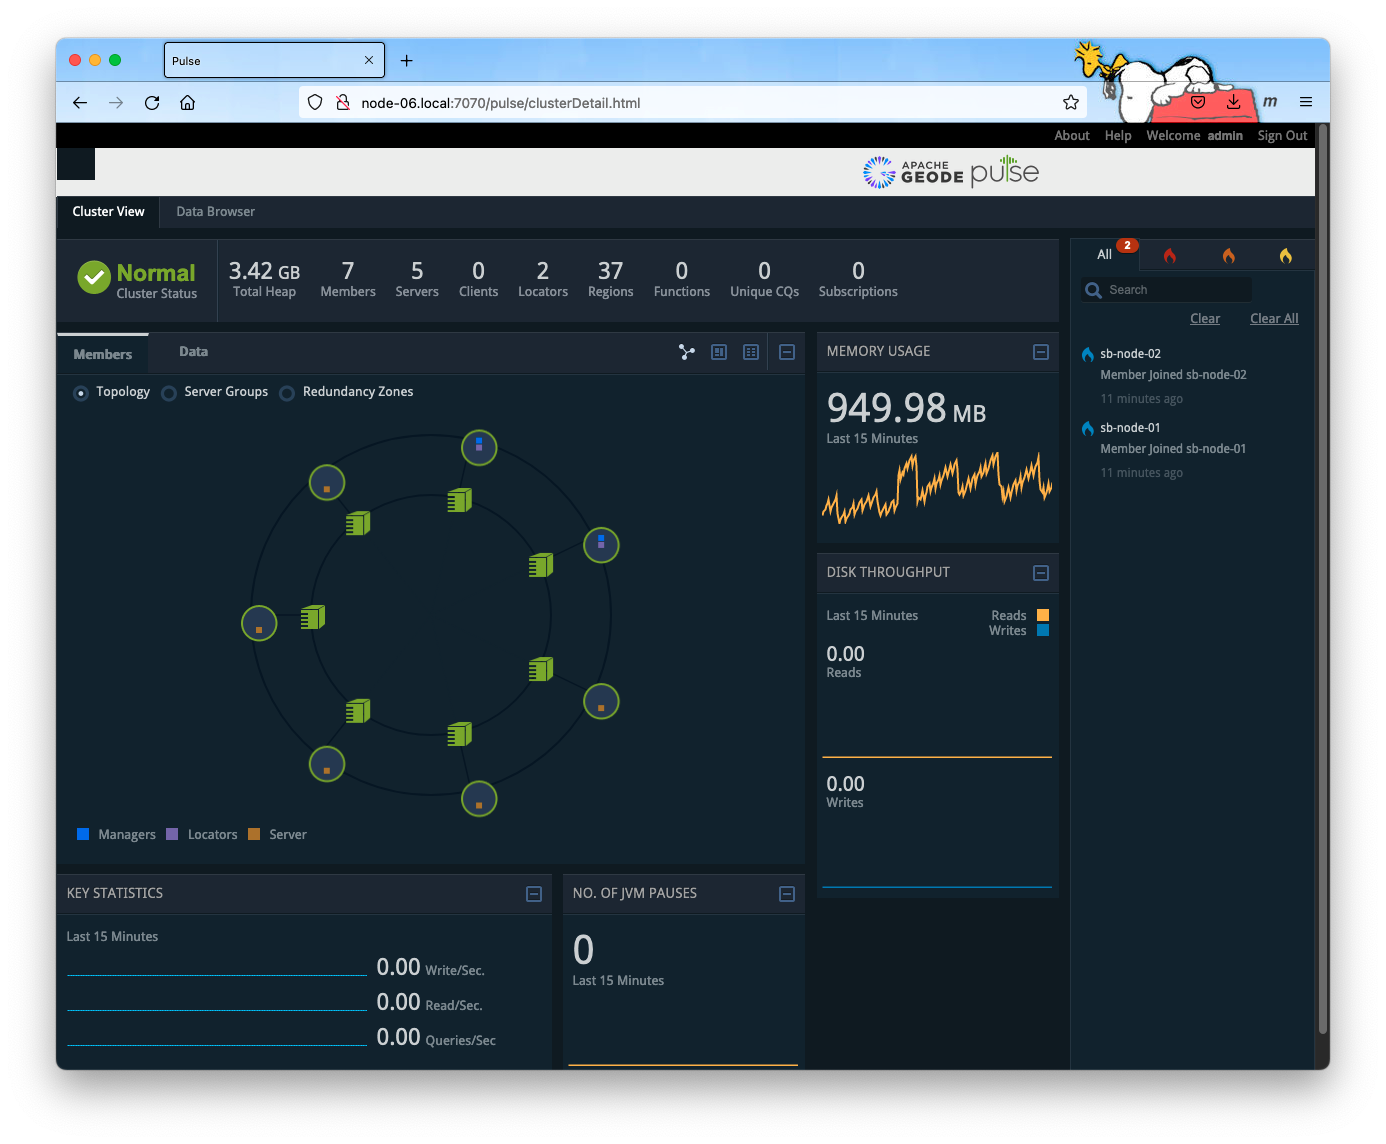 Pulse
node-06.local:7070/pulse/clusterDetail.html
m
About Help Welcome admin Sign Out
APACHE
GEODE pulse
Cluster View Data Browser
Normal
Cluster Status
3.42 GB 7 5 0 2 37 0 0 0
Total Heap Members Servers Clients Locators Regions Functions Unique CQs Subscriptions
All 2
Search
Clear Clear All
sb-node-02
Member Joined sb-node-02
11 minutes ago
sb-node-01
Member Joined sb-node-01
11 minutes ago
Members Data
Topology Server Groups Redundancy Zones
Managers Locators Server
MEMORY USAGE
949.98 MB
Last 15 Minutes
DISK THROUGHPUT
Last 15 Minutes Reads
Writes
0.00
Reads
0.00
Writes
KEY STATISTICS
Last 15 Minutes
0.00 Write/Sec.
0.00 Read/Sec.
0.00 Queries/Sec
NO. OF JVM PAUSES
0
Last 15 Minutes